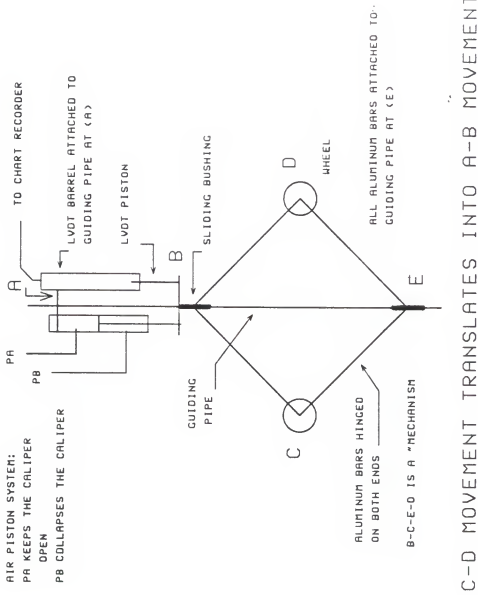 AIR PISTON SYSTEM:
PA KEEPS THE CALIPER
OPEN
PB COLLAPSES THE CALIPER
PA
PB
A
TO CHART RECORDER
LVDT BARREL ATTACHED TO
GUIDING PIPE AT (A)
LVDT PISTON
B
SLIDING BUSHING
GUIDING
PIPE
C
D
WHEEL
ALUMINUM BARS HINGED
ON BOTH ENDS
B-C-E-D IS A "MECHANISM
E
ALL ALUMINUM BARS ATTACHED TO
GUIDING PIPE AT (E)
C-D MOVEMENT TRANSLATES INTO A-B MOVEMENT